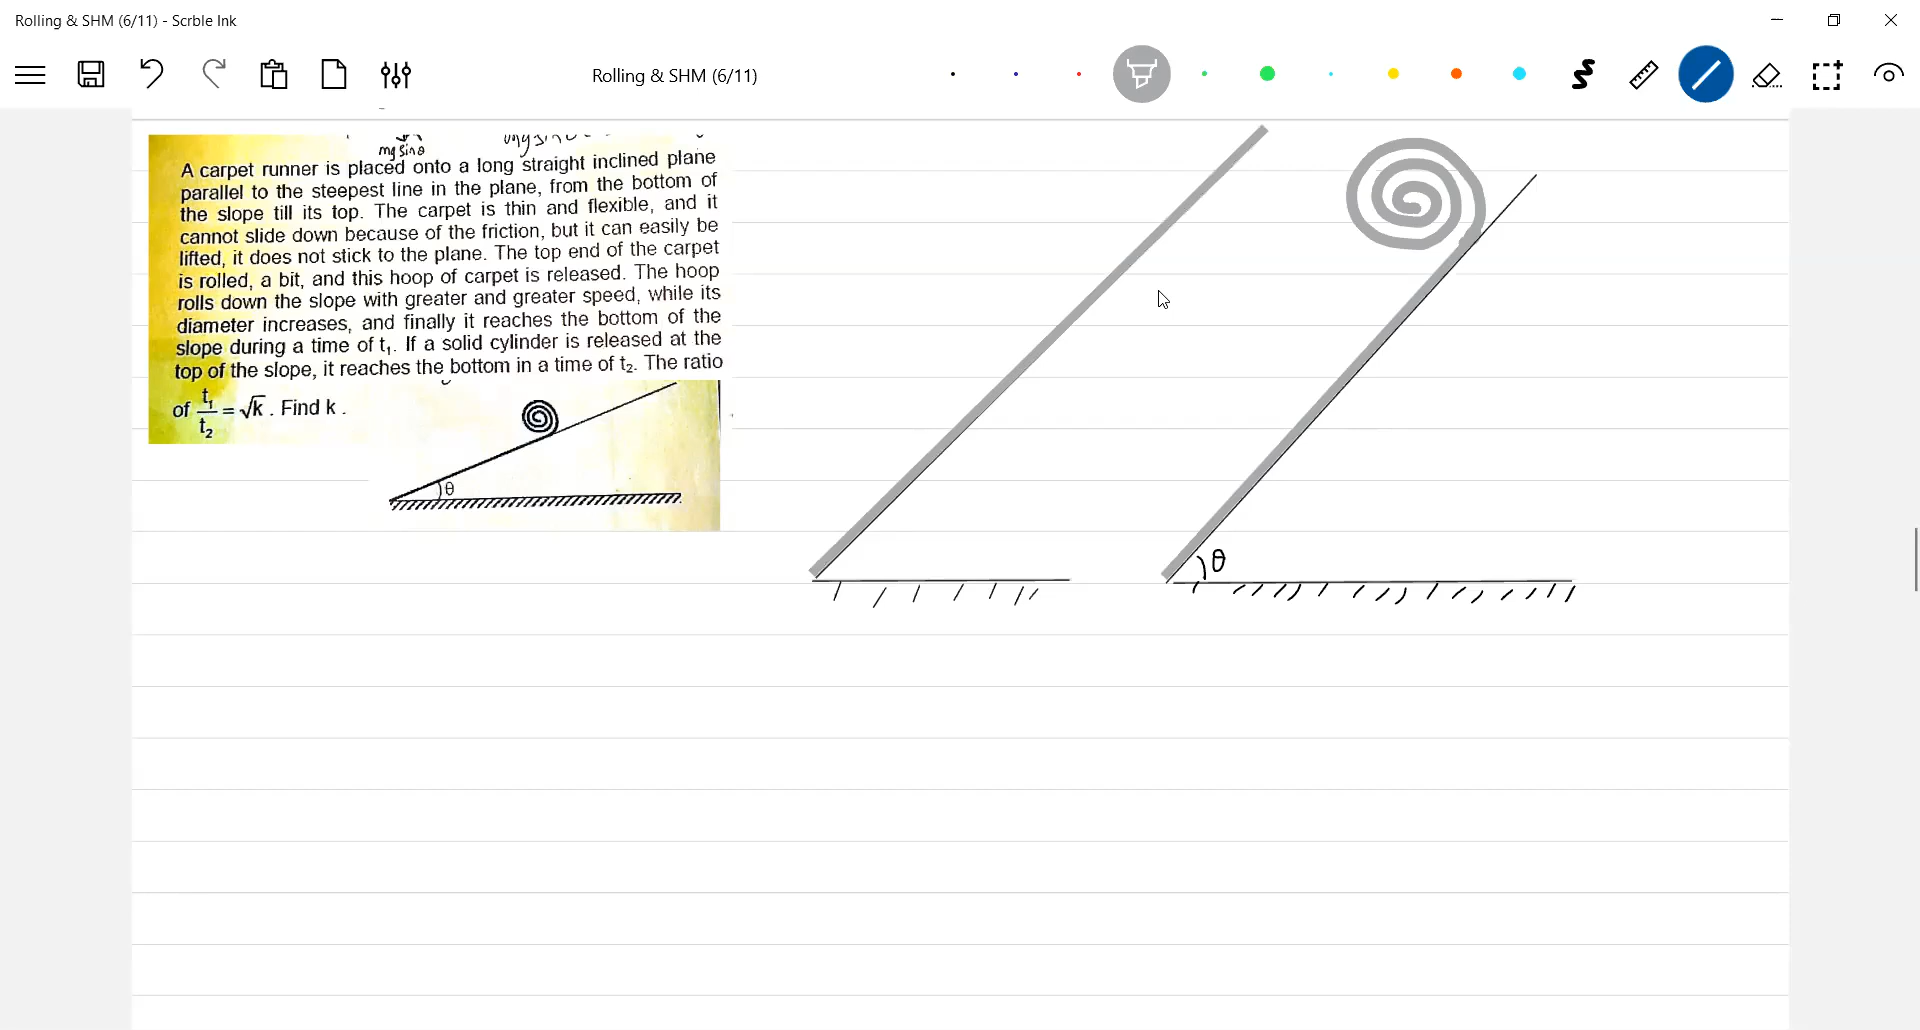 Rolling & SHM (6/11) - Scrble Ink
Rolling & SHM (6/11)
mg sinθ
A carpet runner is placed onto a long straight inclined plane
parallel to the steepest line in the plane, from the bottom of
the slope till its top. The carpet is thin and flexible, and it
cannot slide down because of the friction, but it can easily be
lifted, it does not stick to the plane. The top end of the carpet
is rolled, a bit, and this hoop of carpet is released. The hoop
rolls down the slope with greater and greater speed, while its
diameter increases, and finally it reaches the bottom of the
slope during a time of t₁. If a solid cylinder is released at the
top of the slope, it reaches the bottom in a time of t₂. The ratio
of t₁/t₂ = √k . Find k .
θ
θ